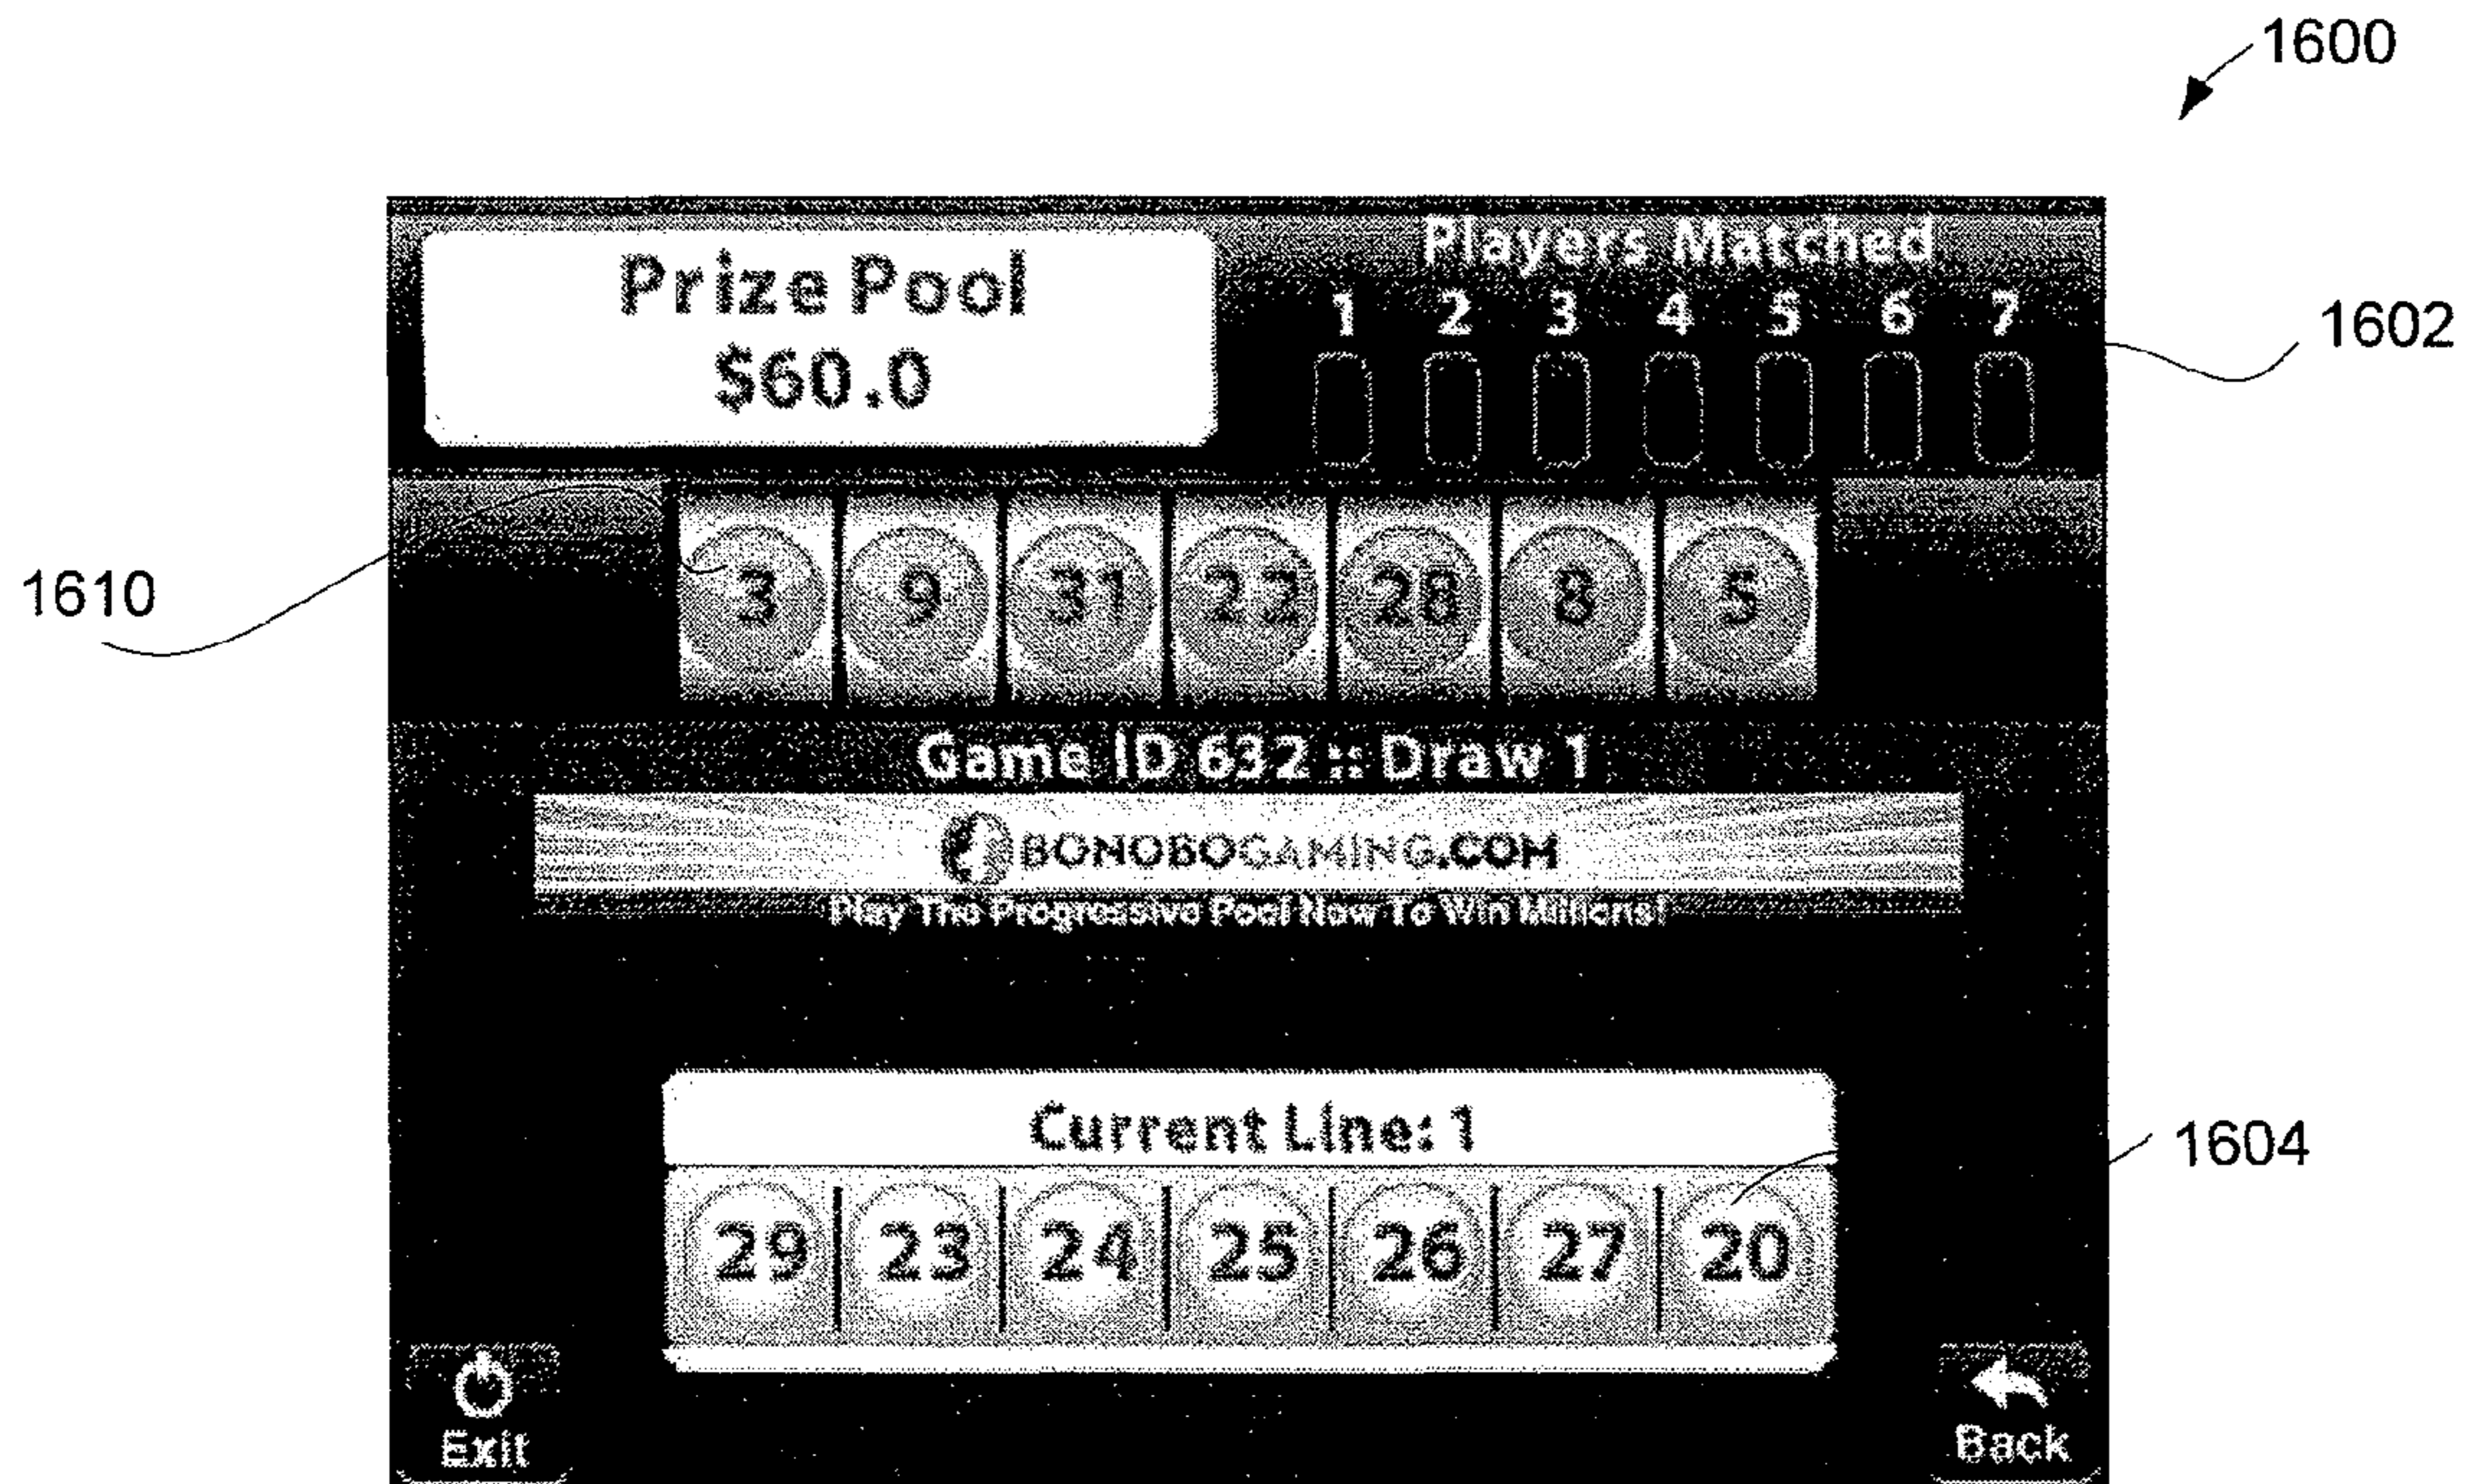 1600
Prize Pool
$60.0
Players Matched
1 2 3 4 5 6 7
1602
3 9 31 22 28 8 5
1610
Game ID 632 :: Draw 1
BONOBOGAMING.COM
Play The Progressive Pool Now To Win Millions!
Current Line: 1
1604
29 23 24 25 26 27 20
Exit
Back